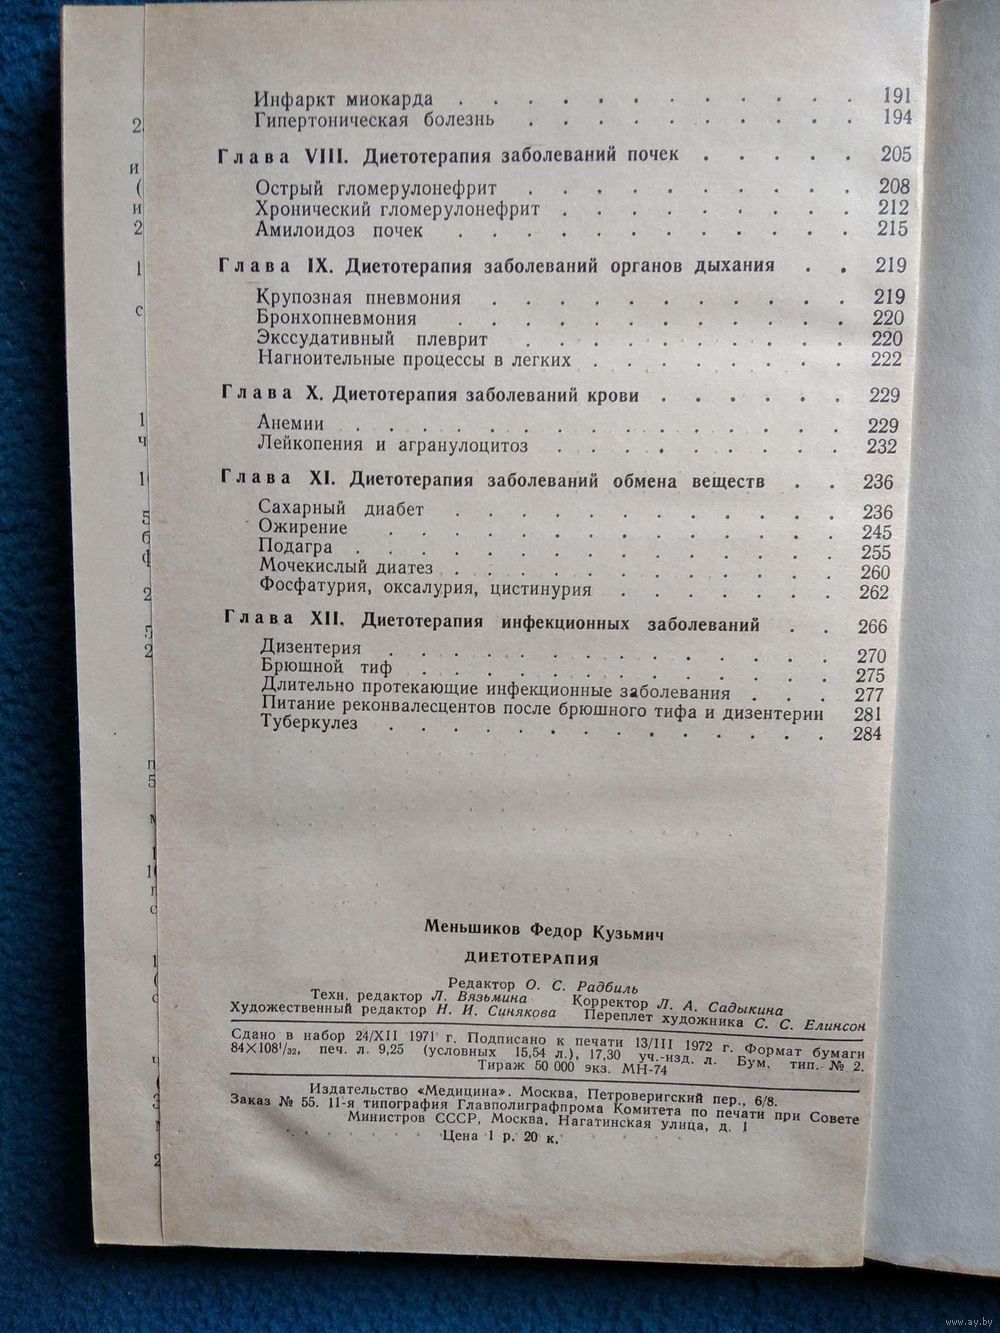 Инфаркт миокарда . . . . . . . . . . . . 191
Гипертоническая болезнь . . . . . . . . . . 194
Глава VIII. Диетотерапия заболеваний почек . . . . . 205
Острый гломерулонефрит . . . . . . . . . . 208
Хронический гломерулонефрит . . . . . . . . . 212
Амилоидоз почек . . . . . . . . . . . . 215
Глава IX. Диетотерапия заболеваний органов дыхания . . 219
Крупозная пневмония . . . . . . . . . . . 219
Бронхопневмония . . . . . . . . . . . . 220
Экссудативный плеврит . . . . . . . . . . 220
Нагноительные процессы в легких . . . . . . . . 222
Глава X. Диетотерапия заболеваний крови . . . . . . 229
Анемии . . . . . . . . . . . . . . . 229
Лейкопения и агранулоцитоз . . . . . . . . . 232
Глава XI. Диетотерапия заболеваний обмена веществ . . 236
Сахарный диабет . . . . . . . . . . . . 236
Ожирение . . . . . . . . . . . . . . 245
Подагра . . . . . . . . . . . . . . . 255
Мочекислый диатез . . . . . . . . . . . . 260
Фосфатурия, оксалурия, цистинурия . . . . . . . 262
Глава XII. Диетотерапия инфекционных заболеваний . . 266
Дизентерия . . . . . . . . . . . . . . 270
Брюшной тиф . . . . . . . . . . . . . 275
Длительно протекающие инфекционные заболевания . . . 277
Питание реконвалесцентов после брюшного тифа и дизентерии 281
Туберкулез . . . . . . . . . . . . . . 284
Меньшиков Федор Кузьмич
ДИЕТОТЕРАПИЯ
Редактор О. С. Радбиль
Техн. редактор Л. Вязьмина Корректор Л. А. Садыкина
Художественный редактор Н. И. Синякова Переплет художника С. С. Елинсон
Сдано в набор 24/XII 1971 г. Подписано к печати 13/III 1972 г. Формат бумаги
84×108¹/₃₂, печ. л. 9,25 (условных 15,54 л.), 17,30 уч.-изд. л. Бум. тип. № 2.
Тираж 50 000 экз. МН-74
Издательство «Медицина». Москва, Петроверигский пер., 6/8.
Заказ № 55. 11-я типография Главполиграфпрома Комитета по печати при Совете
Министров СССР, Москва, Нагатинская улица, д. 1
Цена 1 р. 20 к.
www.ay.by